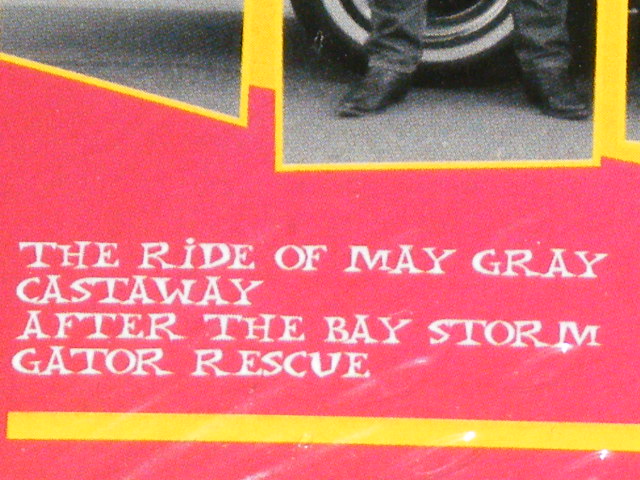 THE RiDE OF MAY GRAY
CASTAWAY
AFTER THE BAY STORM
GATOR RESCUE